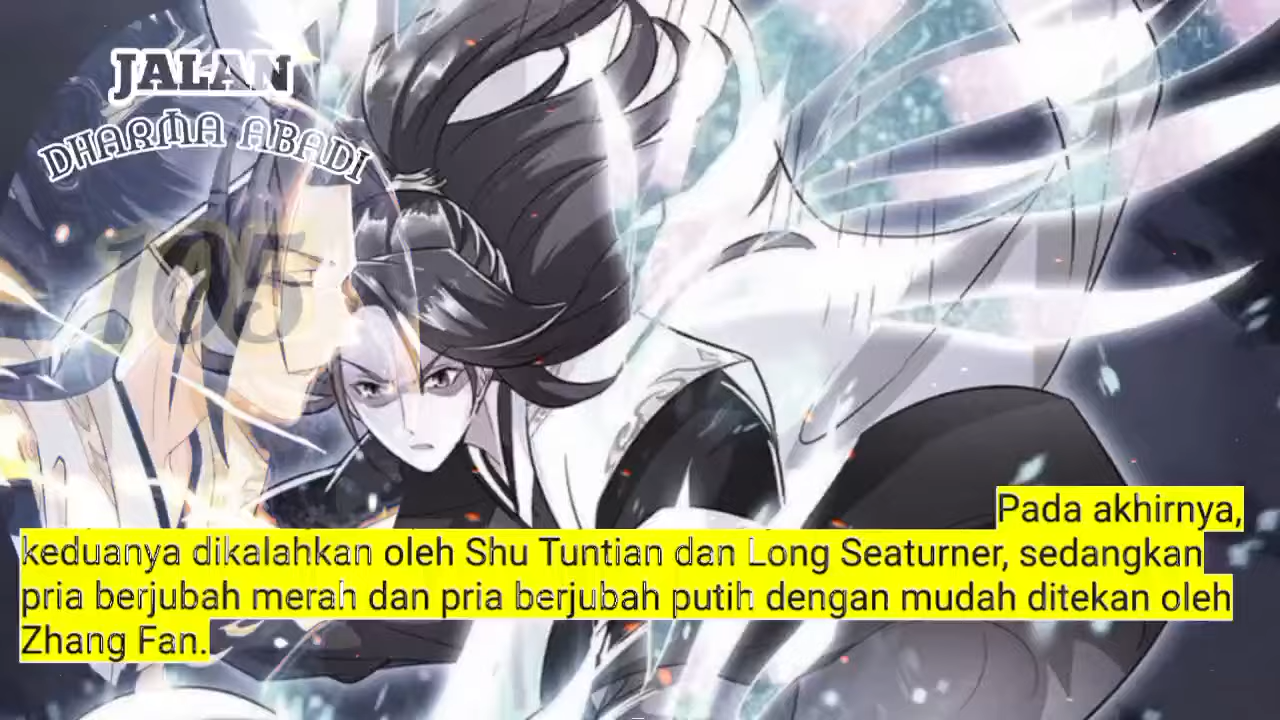 JALAN
DHARMA ABADI
105
Pada akhirnya,
keduanya dikalahkan oleh Shu Tuntian dan Long Seaturner, sedangkan
pria berjubah merah dan pria berjubah putih dengan mudah ditekan oleh
Zhang Fan.